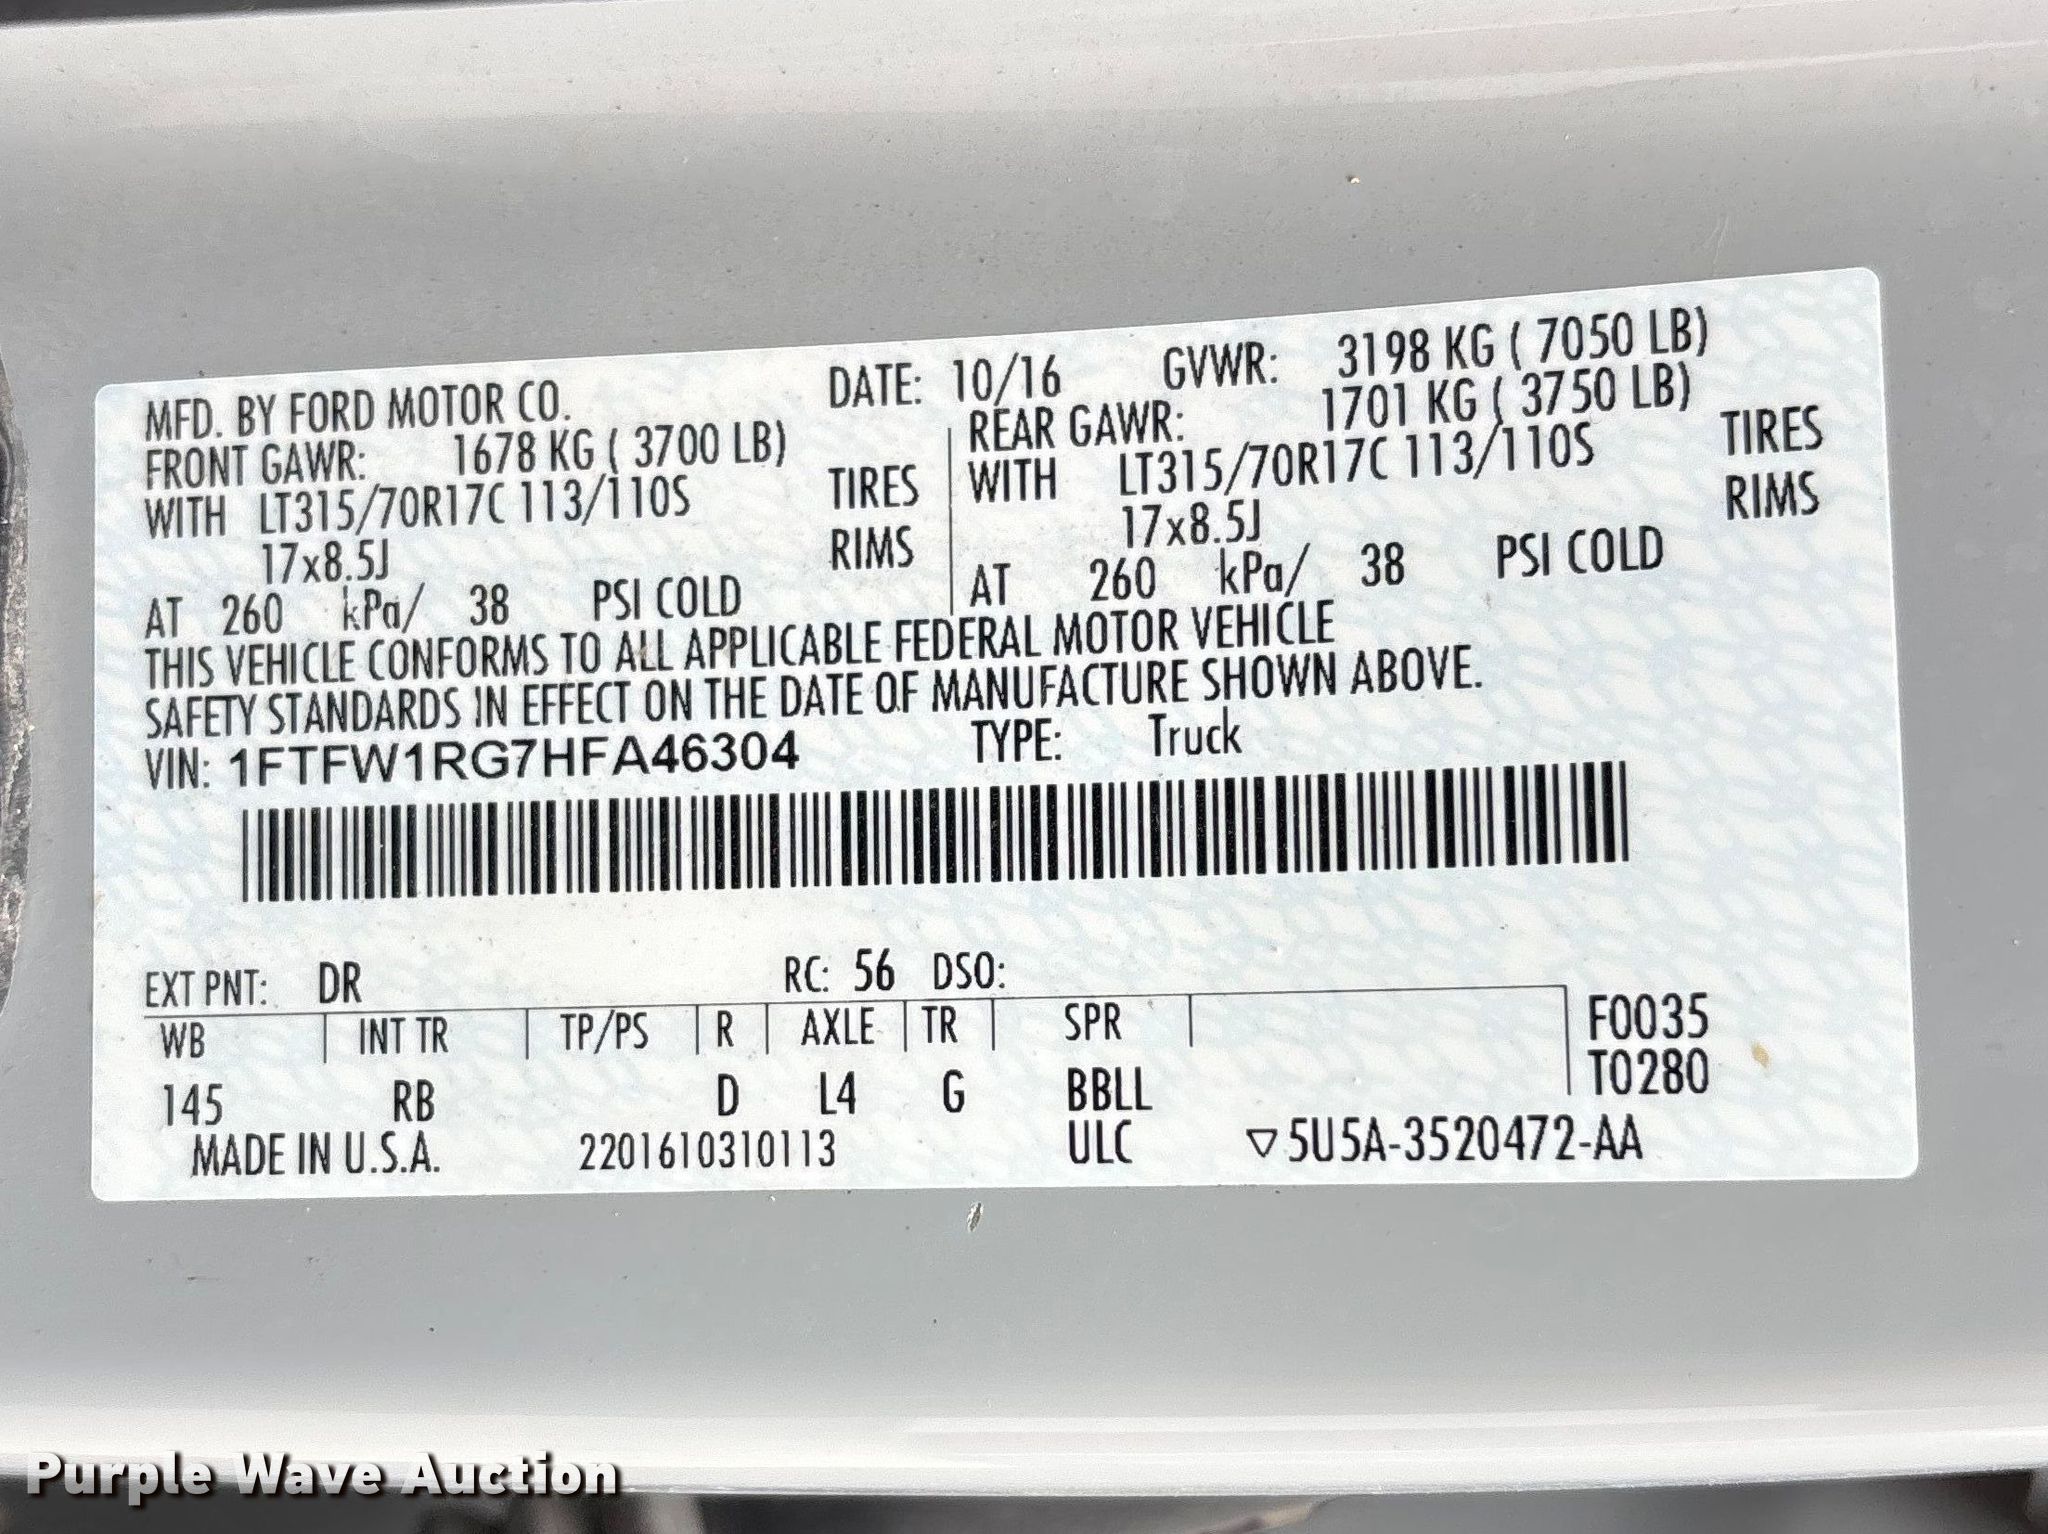 MFD. BY FORD MOTOR CO. DATE: 10/16 GVWR: 3198 KG ( 7050 LB)
FRONT GAWR: 1678 KG ( 3700 LB) REAR GAWR: 1701 KG ( 3750 LB)
WITH LT315/70R17C 113/110S TIRES WITH LT315/70R17C 113/110S TIRES
17x8.5J RIMS 17x8.5J RIMS
AT 260 kPa/ 38 PSI COLD AT 260 kPa/ 38 PSI COLD
THIS VEHICLE CONFORMS TO ALL APPLICABLE FEDERAL MOTOR VEHICLE
SAFETY STANDARDS IN EFFECT ON THE DATE OF MANUFACTURE SHOWN ABOVE.
VIN: 1FTFW1RG7HFA46304 TYPE: Truck
EXT PNT: DR RC: 56 DSO:
WB INT TR TP/PS R AXLE TR SPR F0035
145 RB D L4 G BBLL T0280
MADE IN U.S.A. 2201610310113 ULC ▽5U5A-3520472-AA
Purple Wave Auction